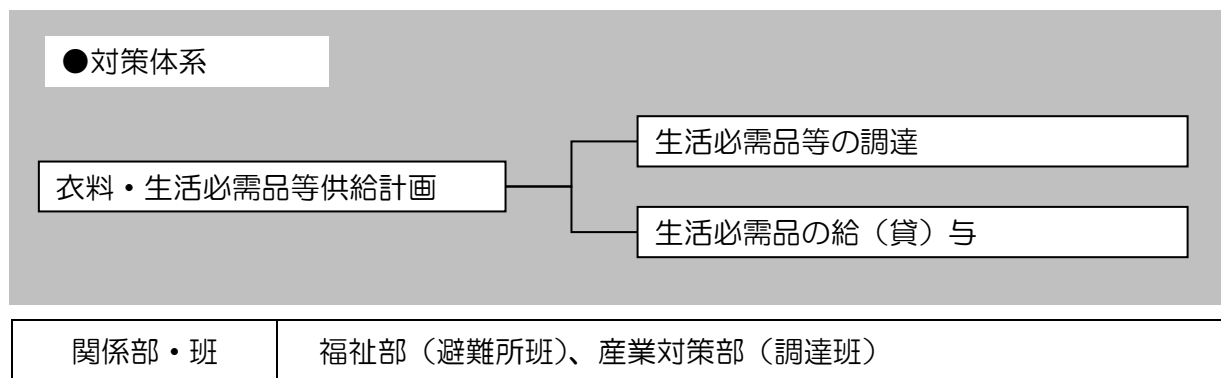 ●対策体系
衣料・生活必需品等供給計画
生活必需品等の調達
生活必需品の給（貸）与
関係部・班
福祉部（避難所班）、産業対策部（調達班）